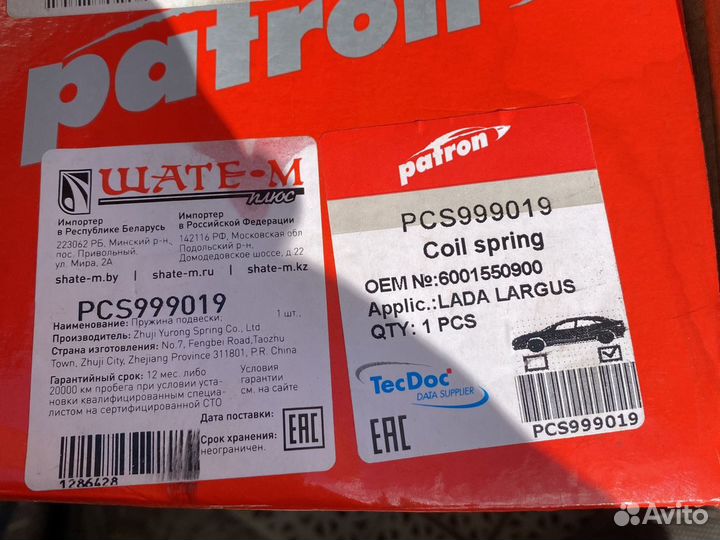 patron
ШАТЕ-М
плюс
Импортер
в Республике Беларусь
223062 РБ, Минский р-н,
пос. Привольный,
ул. Мира, 2А
Импортер
в Российской Федерации
142116 РФ, Московская обл
Подольский р-н,
Домодедовское шоссе, д.22
shate-m.by | shate-m.ru | shate-m.kz
PCS999019
Наименование: Пружина подвески; 1 шт.,
Производитель: Zhuji Yurong Spring Co., Ltd
Страна изготовления: No.7, Fengbei Road,Taozhu
Town, Zhuji City, Zhejiang Province 311801, P.R. China
Гарантийный срок: 12 мес. либо
20000 км пробега при условии уста-
новки квалифицированным специа-
листом на сертифицированной СТО
Условия
гарантии
см. на сайте
Дата поставки:
Срок хранения:
неограничен.
EAC
1286428
patron
PCS999019
Coil spring
OEM №:6001550900
Applic.:LADA LARGUS
QTY: 1 PCS
TecDoc
DATA SUPPLIER
EAC
PCS999019
Avito